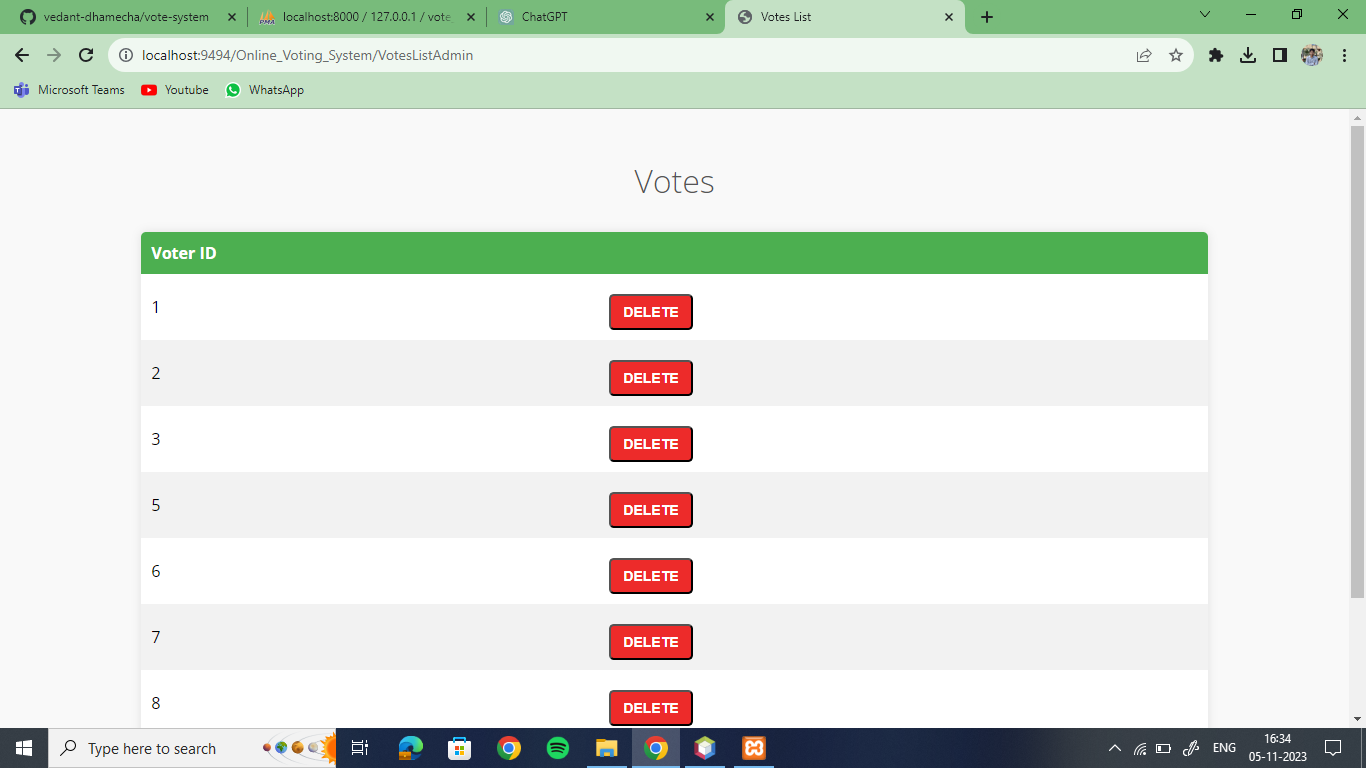 vedant-dhamecha/vote-system
localhost:8000 / 127.0.0.1 / vote_
ChatGPT
Votes List
localhost:9494/Online_Voting_System/VotesListAdmin
Microsoft Teams
Youtube
WhatsApp
Votes
Voter ID
1 DELETE
2 DELETE
3 DELETE
5 DELETE
6 DELETE
7 DELETE
8 DELETE
Type here to search
ENG
16:34
05-11-2023